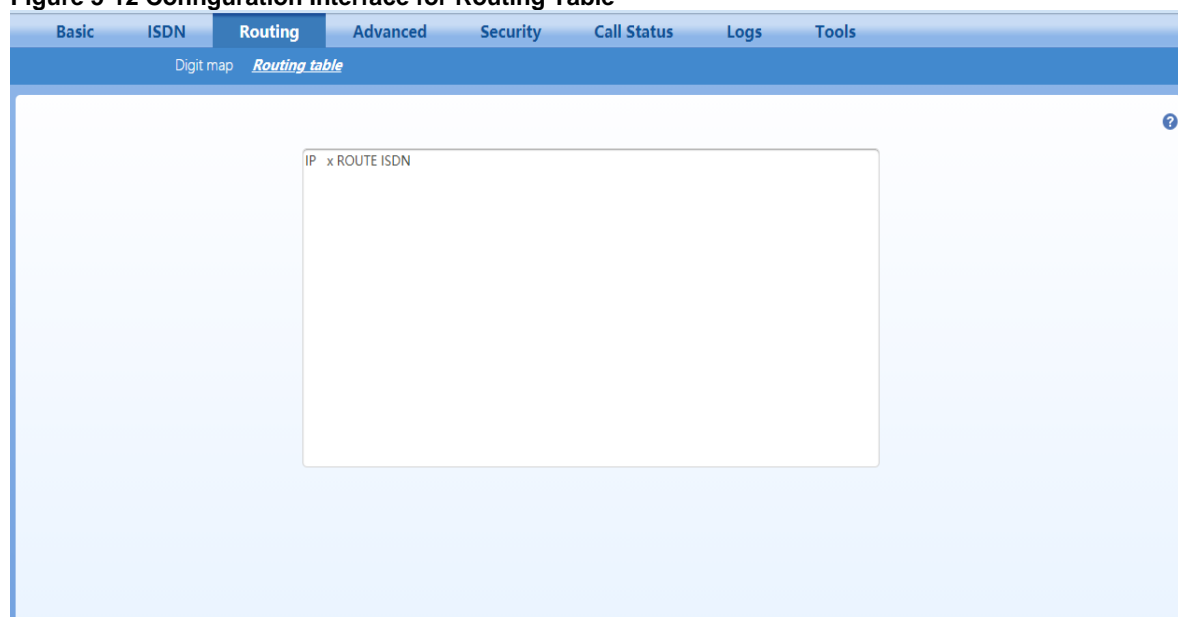 Figure 3-12 Configuration Interface for Routing Table
Basic ISDN Routing Advanced Security Call Status Logs Tools
Digit map Routing table
?
IP x ROUTE ISDN